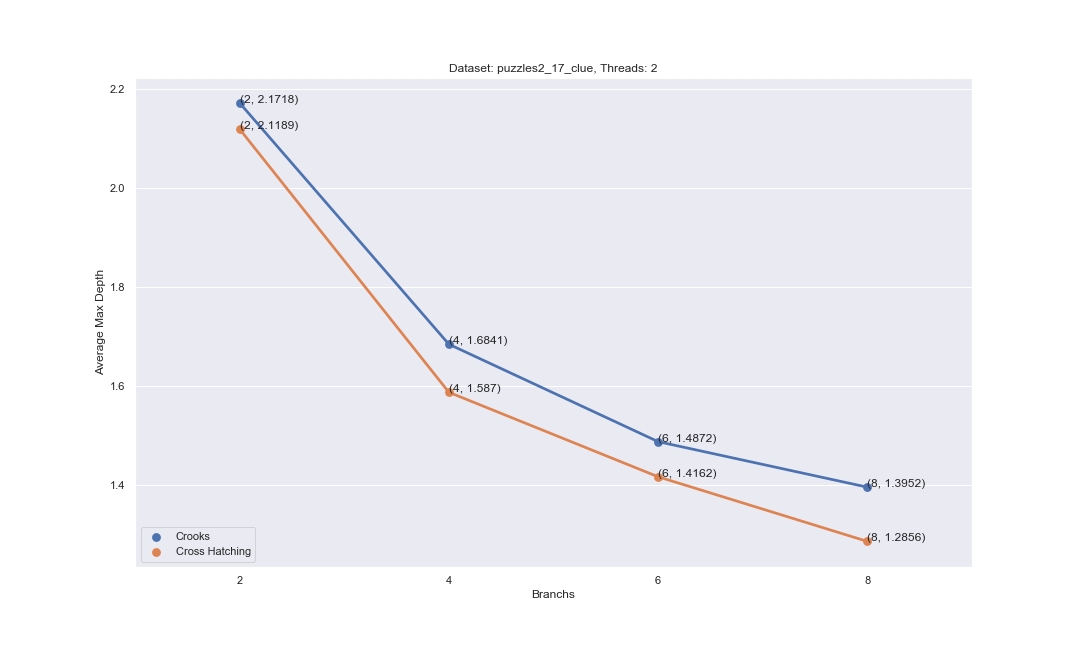 Dataset: puzzles2_17_clue, Threads: 2
Average Max Depth
2.2
2.0
1.8
1.6
1.4
(2, 2.1718)
(2, 2.1189)
(4, 1.6841)
(4, 1.587)
(6, 1.4872)
(6, 1.4162)
(8, 1.3952)
(8, 1.2856)
Crooks
Cross Hatching
2 4 6 8
Branchs